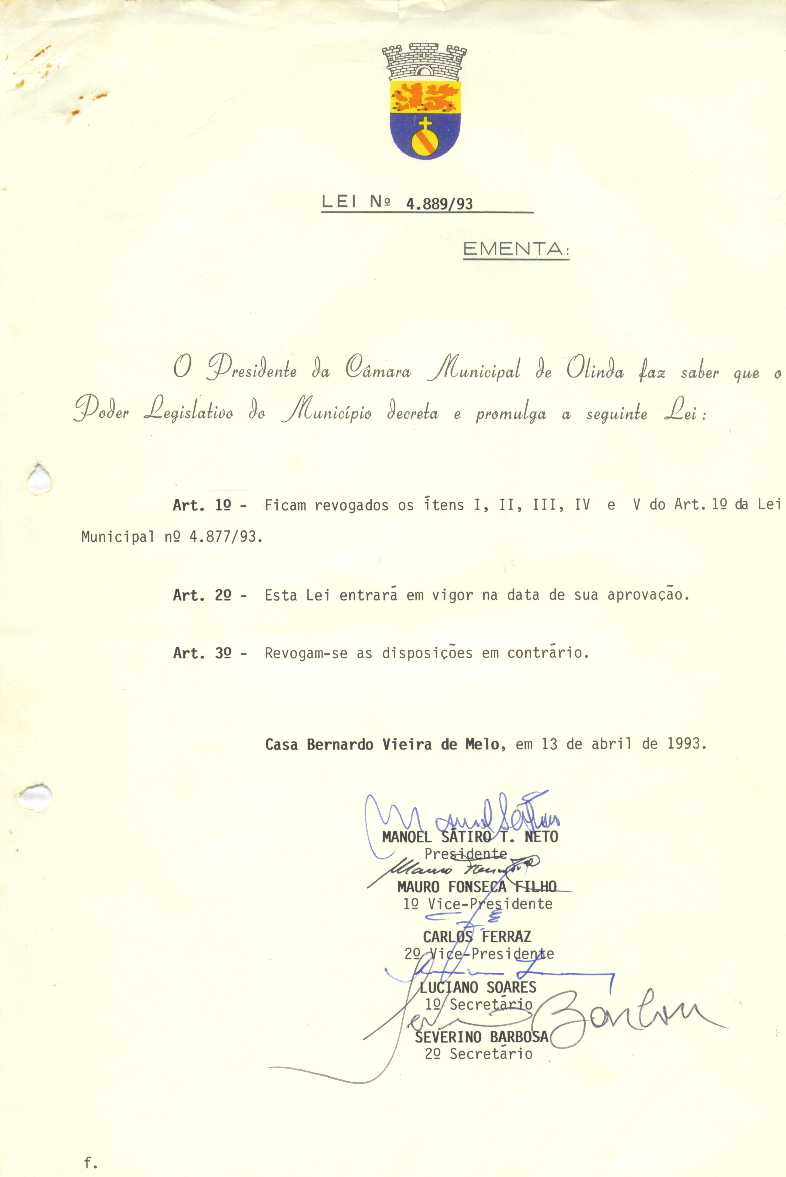 LEI Nº 4.889/93
EMENTA:
O Presidente da Câmara Municipal de Olinda faz saber que o
Poder Legislativo do Município decreta e promulga a seguinte Lei:
Art. 1º - Ficam revogados os ítens I, II, III, IV e V do Art. 1º da Lei
Municipal nº 4.877/93.
Art. 2º - Esta Lei entrará em vigor na data de sua aprovação.
Art. 3º - Revogam-se as disposições em contrário.
Casa Bernardo Vieira de Melo, em 13 de abril de 1993.
MANOEL SÁTIRO T. NETO
Presidente
MAURO FONSECA FILHO
1º Vice-Presidente
CARLOS FERRAZ
2º Vice-Presidente
LUCIANO SOARES
1º Secretário
SEVERINO BARBOSA
2º Secretário
f.